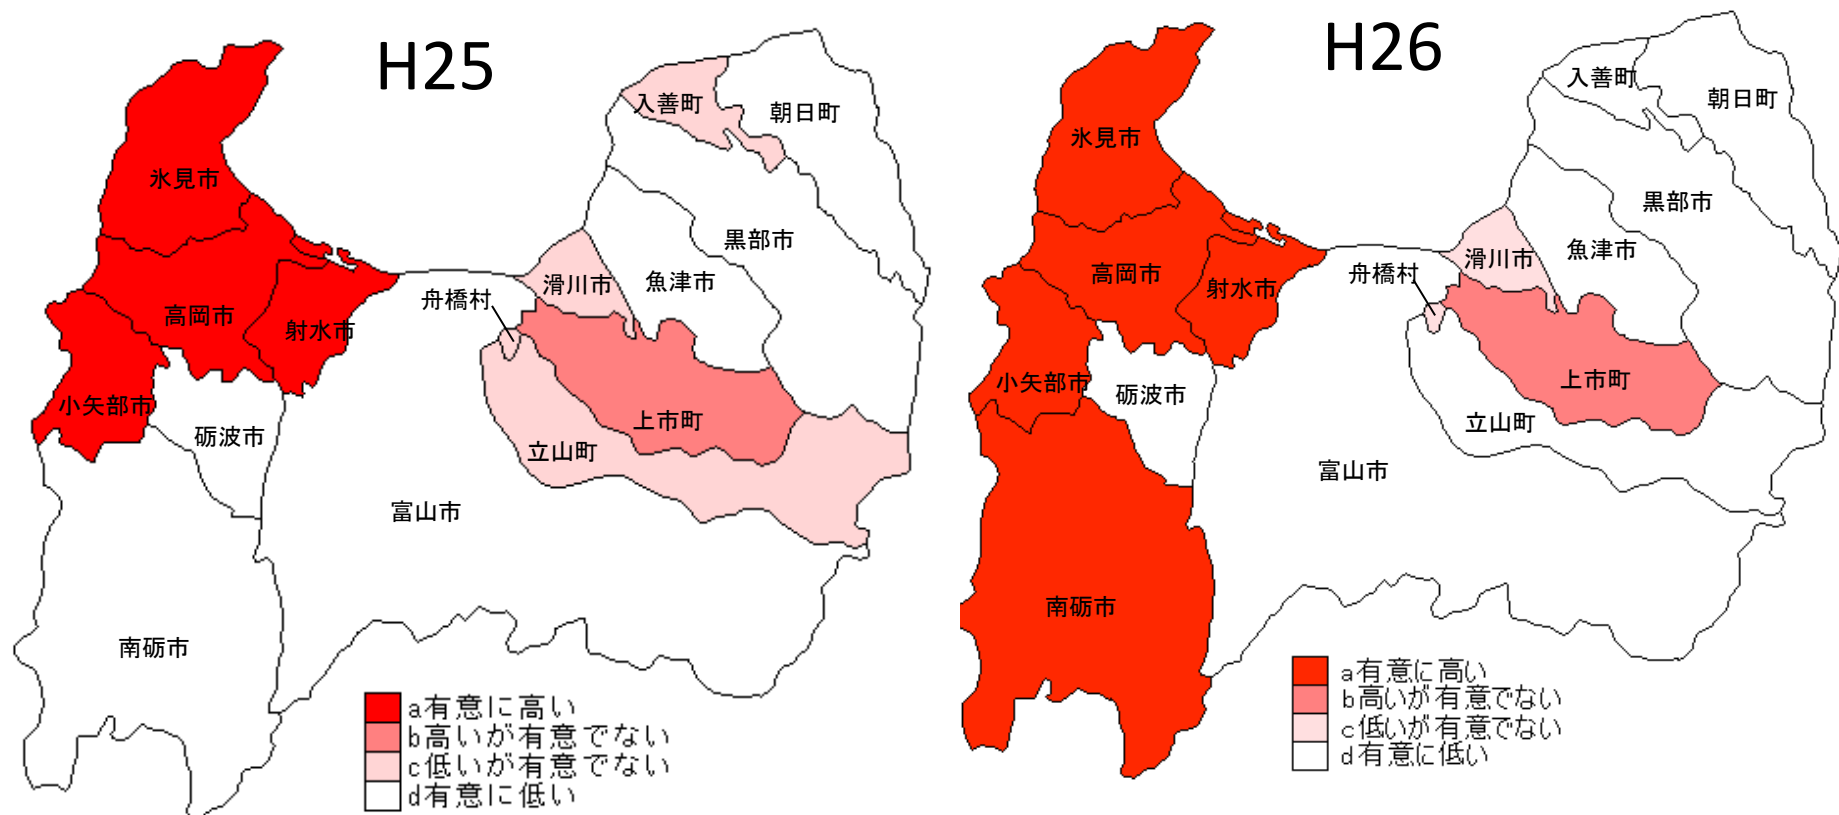 H25
入善町
朝日町
氷見市
黒部市
滑川市
魚津市
舟橋村
高岡市
射水市
小矢部市
砺波市
上市町
立山町
富山市
南砺市
a有意に高い
b高いが有意でない
c低いが有意でない
d有意に低い
H26
入善町
朝日町
氷見市
黒部市
魚津市
滑川市
高岡市
舟橋村
射水市
小矢部市
砺波市
上市町
立山町
富山市
南砺市
a有意に高い
b高いが有意でない
c低いが有意でない
d有意に低い